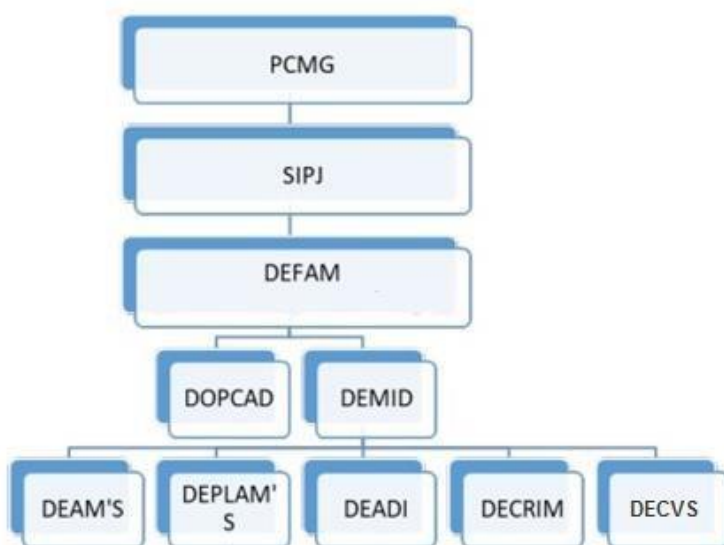 PCMG
SIPJ
DEFAM
DOPCAD DEMID
DEAM'S DEPLAM'
S DEADI DECRIM DECVS